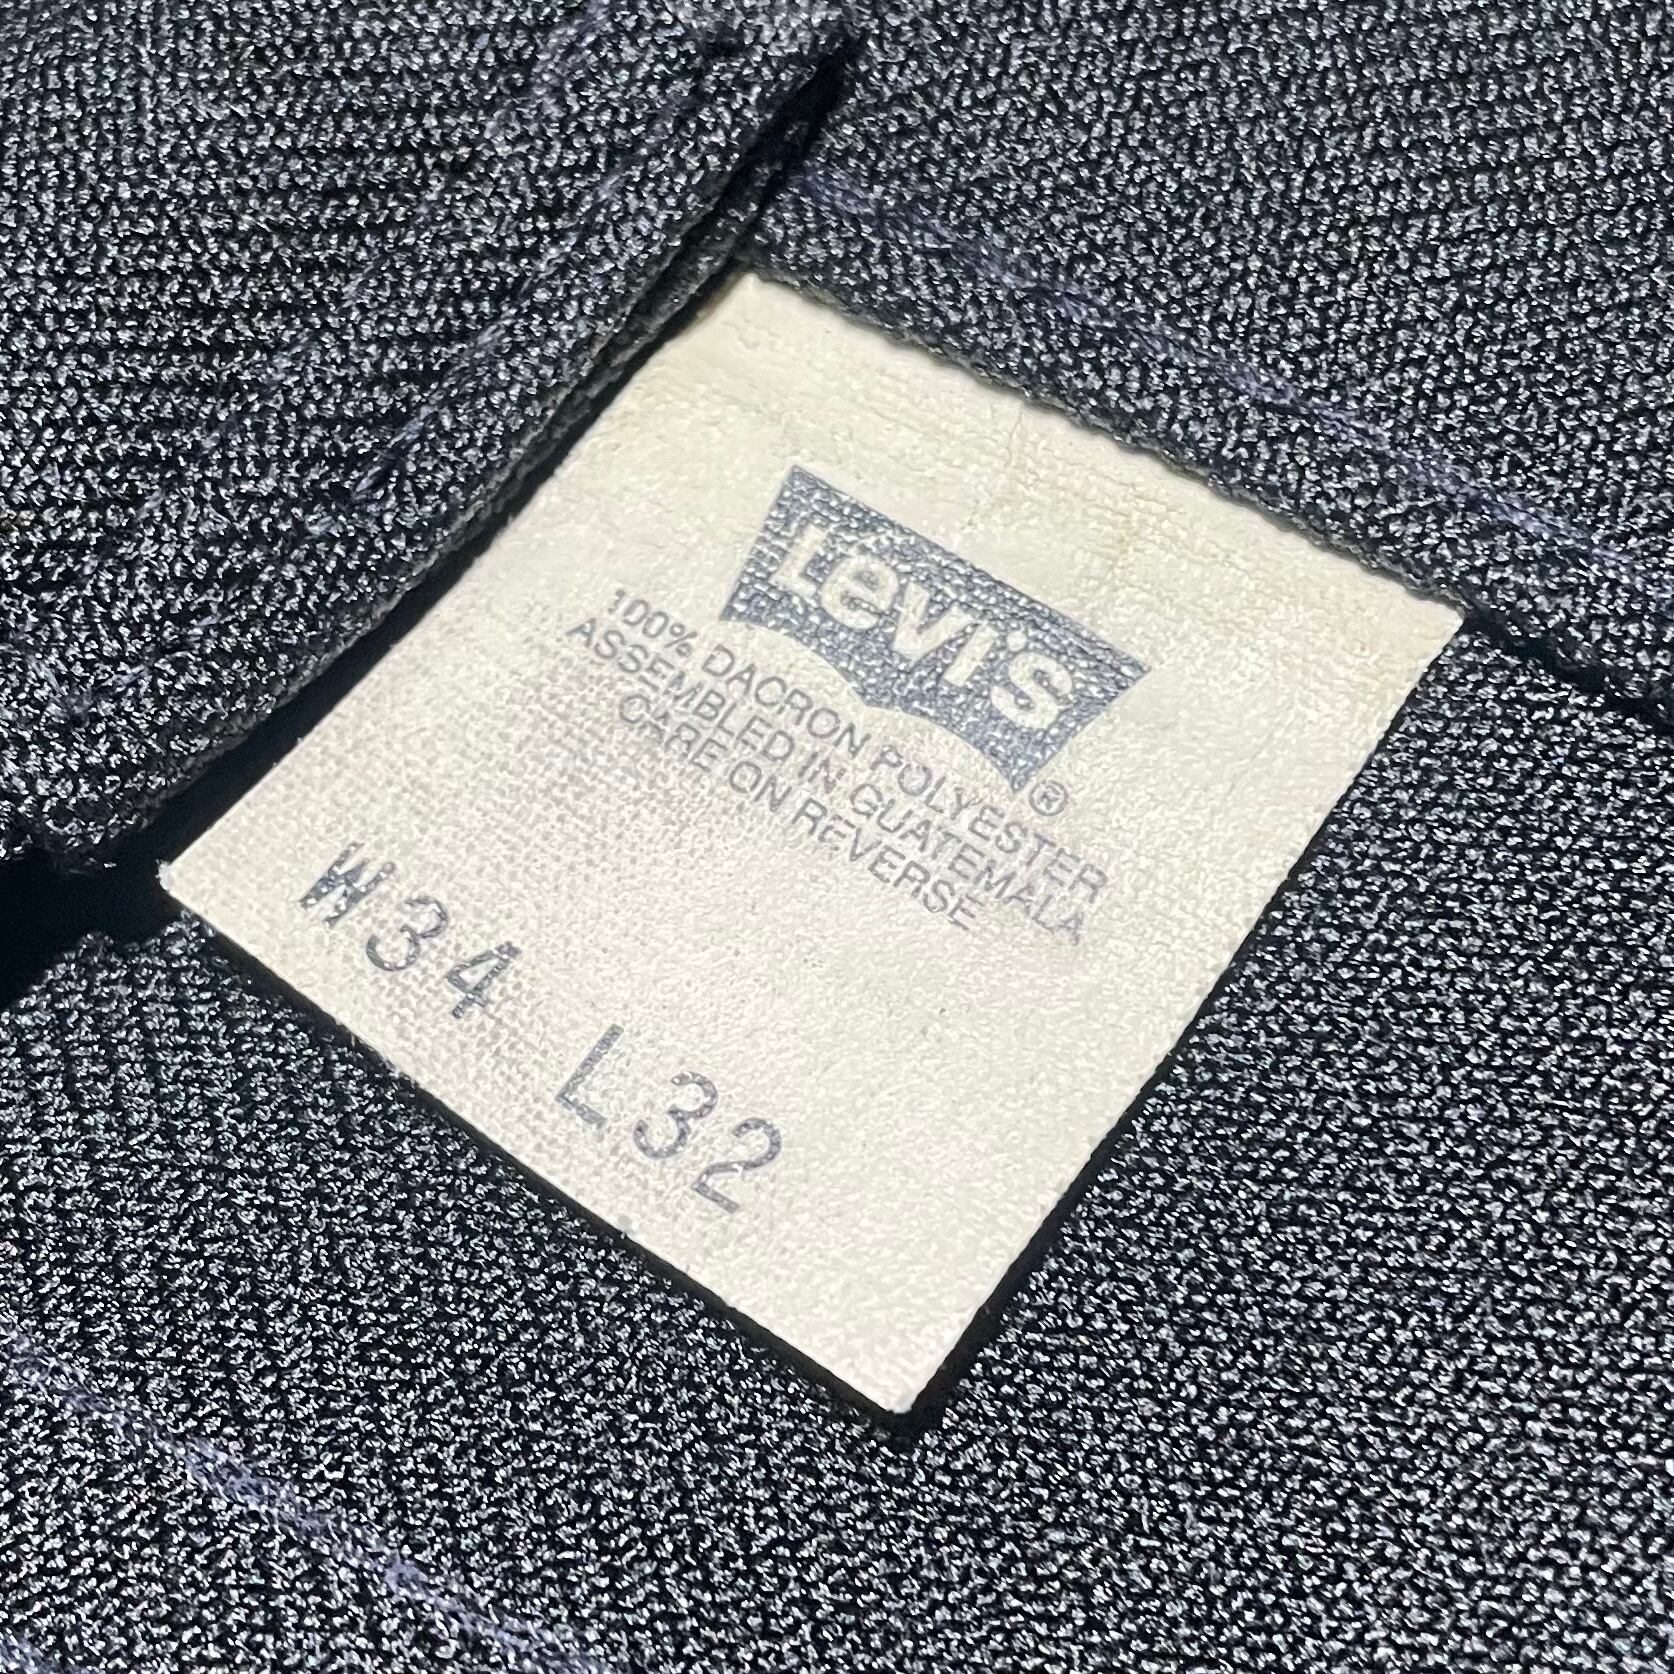 Levi's ®
100% DACRON POLYESTER
ASSEMBLED IN GUATEMALA
CARE ON REVERSE
W34 L32